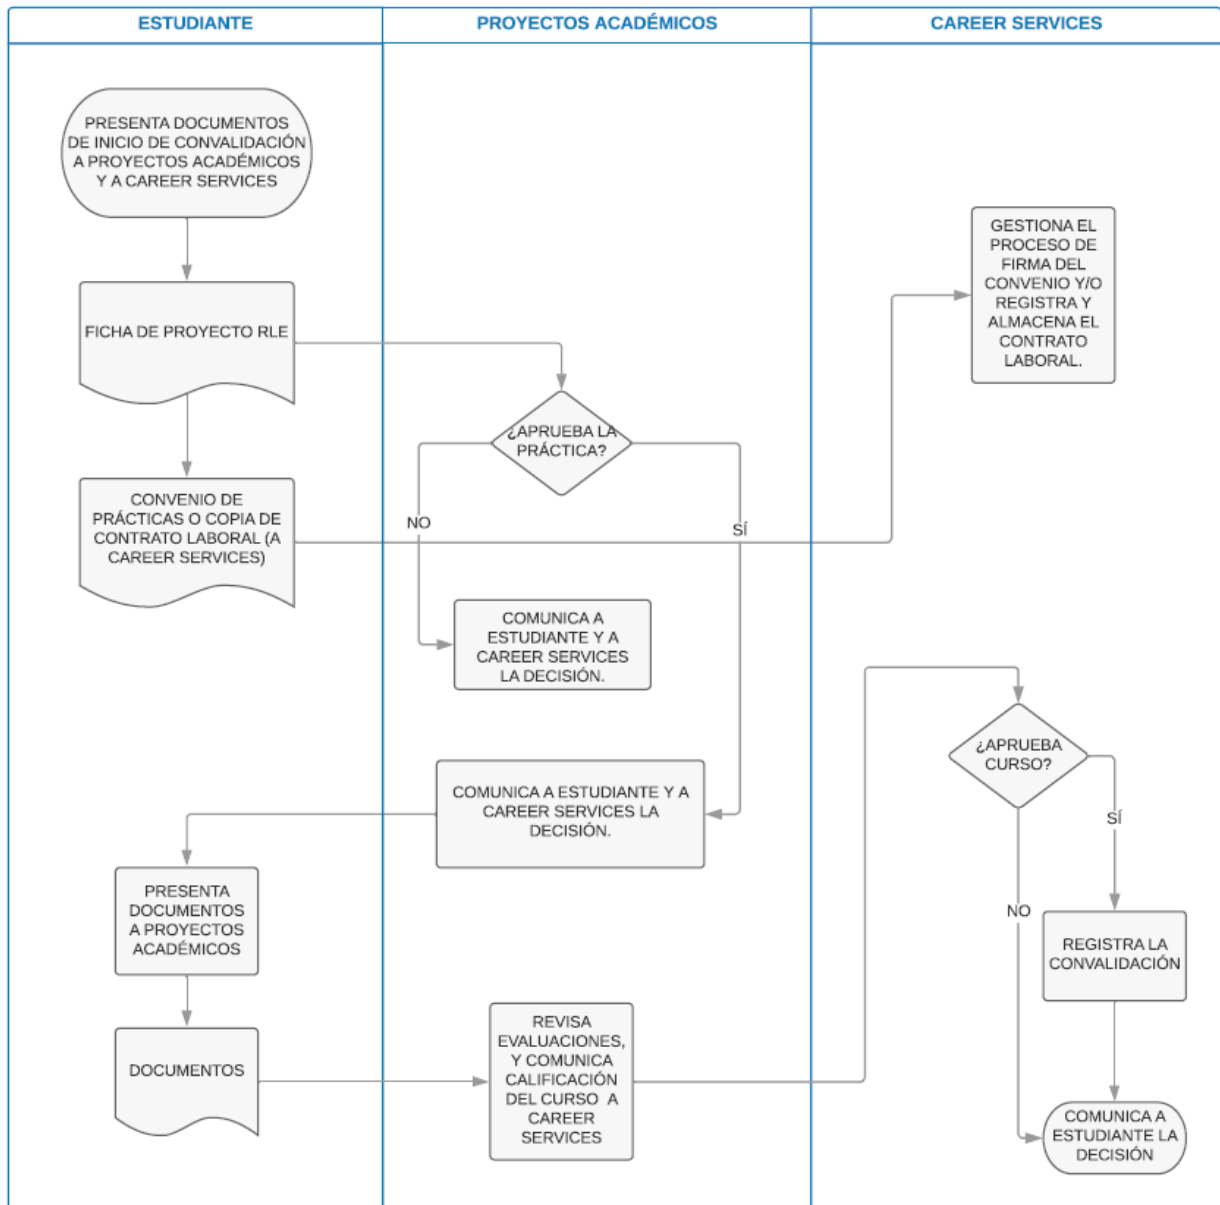 ESTUDIANTE
PROYECTOS ACADÉMICOS
CAREER SERVICES
PRESENTA DOCUMENTOS
DE INICIO DE CONVALIDACIÓN
A PROYECTOS ACADÉMICOS
Y A CAREER SERVICES
GESTIONA EL
PROCESO DE
FIRMA DEL
CONVENIO Y/O
REGISTRA Y
ALMACENA EL
CONTRATO
LABORAL.
FICHA DE PROYECTO RLE
¿APRUEBA LA
PRÁCTICA?
NO
SÍ
CONVENIO DE
PRÁCTICAS O COPIA DE
CONTRATO LABORAL (A
CAREER SERVICES)
COMUNICA A
ESTUDIANTE Y A
CAREER SERVICES
LA DECISIÓN.
COMUNICA A ESTUDIANTE Y A
CAREER SERVICES LA
DECISIÓN.
¿APRUEBA
CURSO?
SÍ
NO
PRESENTA
DOCUMENTOS
A PROYECTOS
ACADÉMICOS
REGISTRA LA
CONVALIDACIÓN
DOCUMENTOS
REVISA
EVALUACIONES,
Y COMUNICA
CALIFICACIÓN
DEL CURSO A
CAREER
SERVICES
COMUNICA A
ESTUDIANTE LA
DECISIÓN